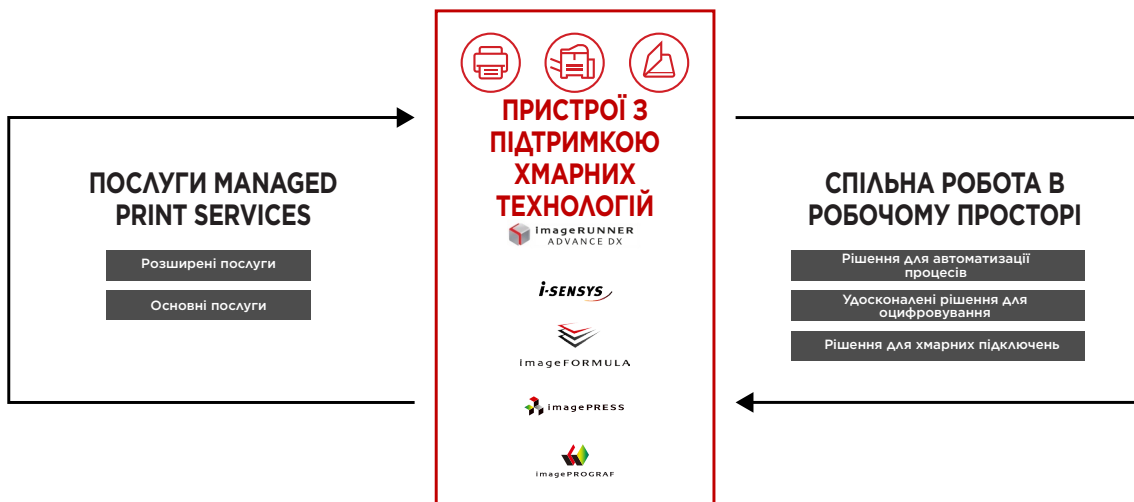 ПОСЛУГИ MANAGED
PRINT SERVICES
Розширені послуги
Основні послуги
ПРИСТРОЇ З
ПІДТРИМКОЮ
ХМАРНИХ
ТЕХНОЛОГІЙ
imageRUNNER
ADVANCE DX
i-SENSYS
imageFORMULA
imagePRESS
imagePROGRAF
СПІЛЬНА РОБОТА В
РОБОЧОМУ ПРОСТОРІ
Рішення для автоматизації
процесів
Удосконалені рішення для
оцифровування
Рішення для хмарних підключень